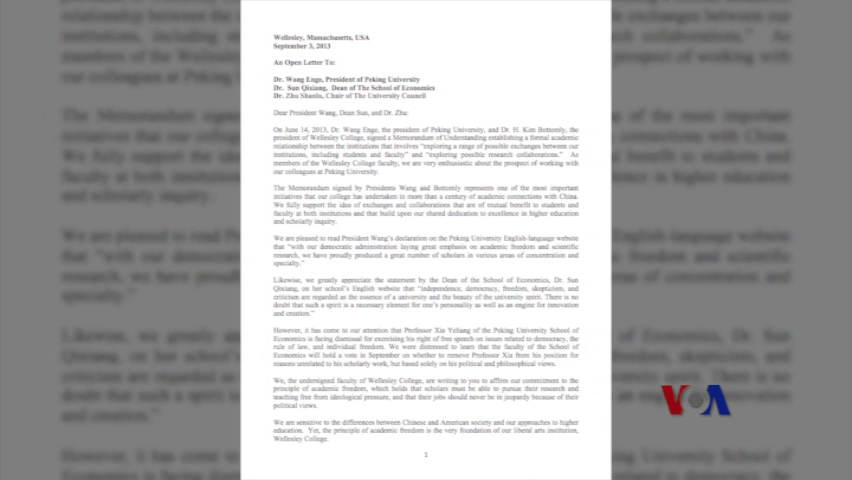 Wellesley, Massachusetts, USA
September 3, 2013
An Open Letter To:
Dr. Wang Enge, President of Peking University
Dr. Sun Qixiang, Dean of The School of Economics
Dr. Zhu Shanlu, Chair of The University Council
Dear President Wang, Dean Sun, and Dr. Zhu:
On June 14, 2013, Dr. Wang Enge, the president of Peking University, and Dr. H. Kim Bottomly, the
president of Wellesley College, signed a Memorandum of Understanding establishing a formal academic
relationship between the institutions that involves “exploring a range of possible exchanges between our
institutions, including students and faculty” and “exploring possible research collaborations.” As
members of the Wellesley College faculty, we are very enthusiastic about the prospect of working with
our colleagues at Peking University.
The Memorandum signed by Presidents Wang and Bottomly represents one of the most important
initiatives that our college has undertaken in more than a century of academic connections with China.
We fully support the idea of exchanges and collaborations that are of mutual benefit to students and
faculty at both institutions and that build upon our shared dedication to excellence in higher education
and scholarly inquiry.
We are pleased to read President Wang’s declaration on the Peking University English-language website
that “with our democratic administration laying great emphasis on academic freedom and scientific
research, we have proudly produced a great number of scholars in various areas of concentration and
specialty.”
Likewise, we greatly appreciate the statement by the Dean of the School of Economics, Dr. Sun
Qixiang, on her school’s English website that “independence, democracy, freedom, skepticism, and
criticism are regarded as the essence of a university and the beauty of the university spirit. There is no
doubt that such a spirit is a necessary element for one’s personality as well as an engine for innovation
and creation.”
However, it has come to our attention that Professor Xia Yeliang of the Peking University School of
Economics is facing dismissal for exercising his right of free speech on issues related to democracy, the
rule of law, and individual freedom. We were distressed to learn that the faculty of the School of
Economics will hold a vote in September on whether to remove Professor Xia from his position for
reasons unrelated to his scholarly work, but based solely on his political and philosophical views.
We, the undersigned faculty of Wellesley College, are writing to you to affirm our commitment to the
principle of academic freedom, which holds that scholars must be able to pursue their research and
teaching free from ideological pressure, and that their jobs should never be in jeopardy because of their
political views.
We are sensitive to the differences between Chinese and American society and our approaches to higher
education. Yet, the principle of academic freedom is the very foundation of our liberal arts institution,
Wellesley College.
1
VOA